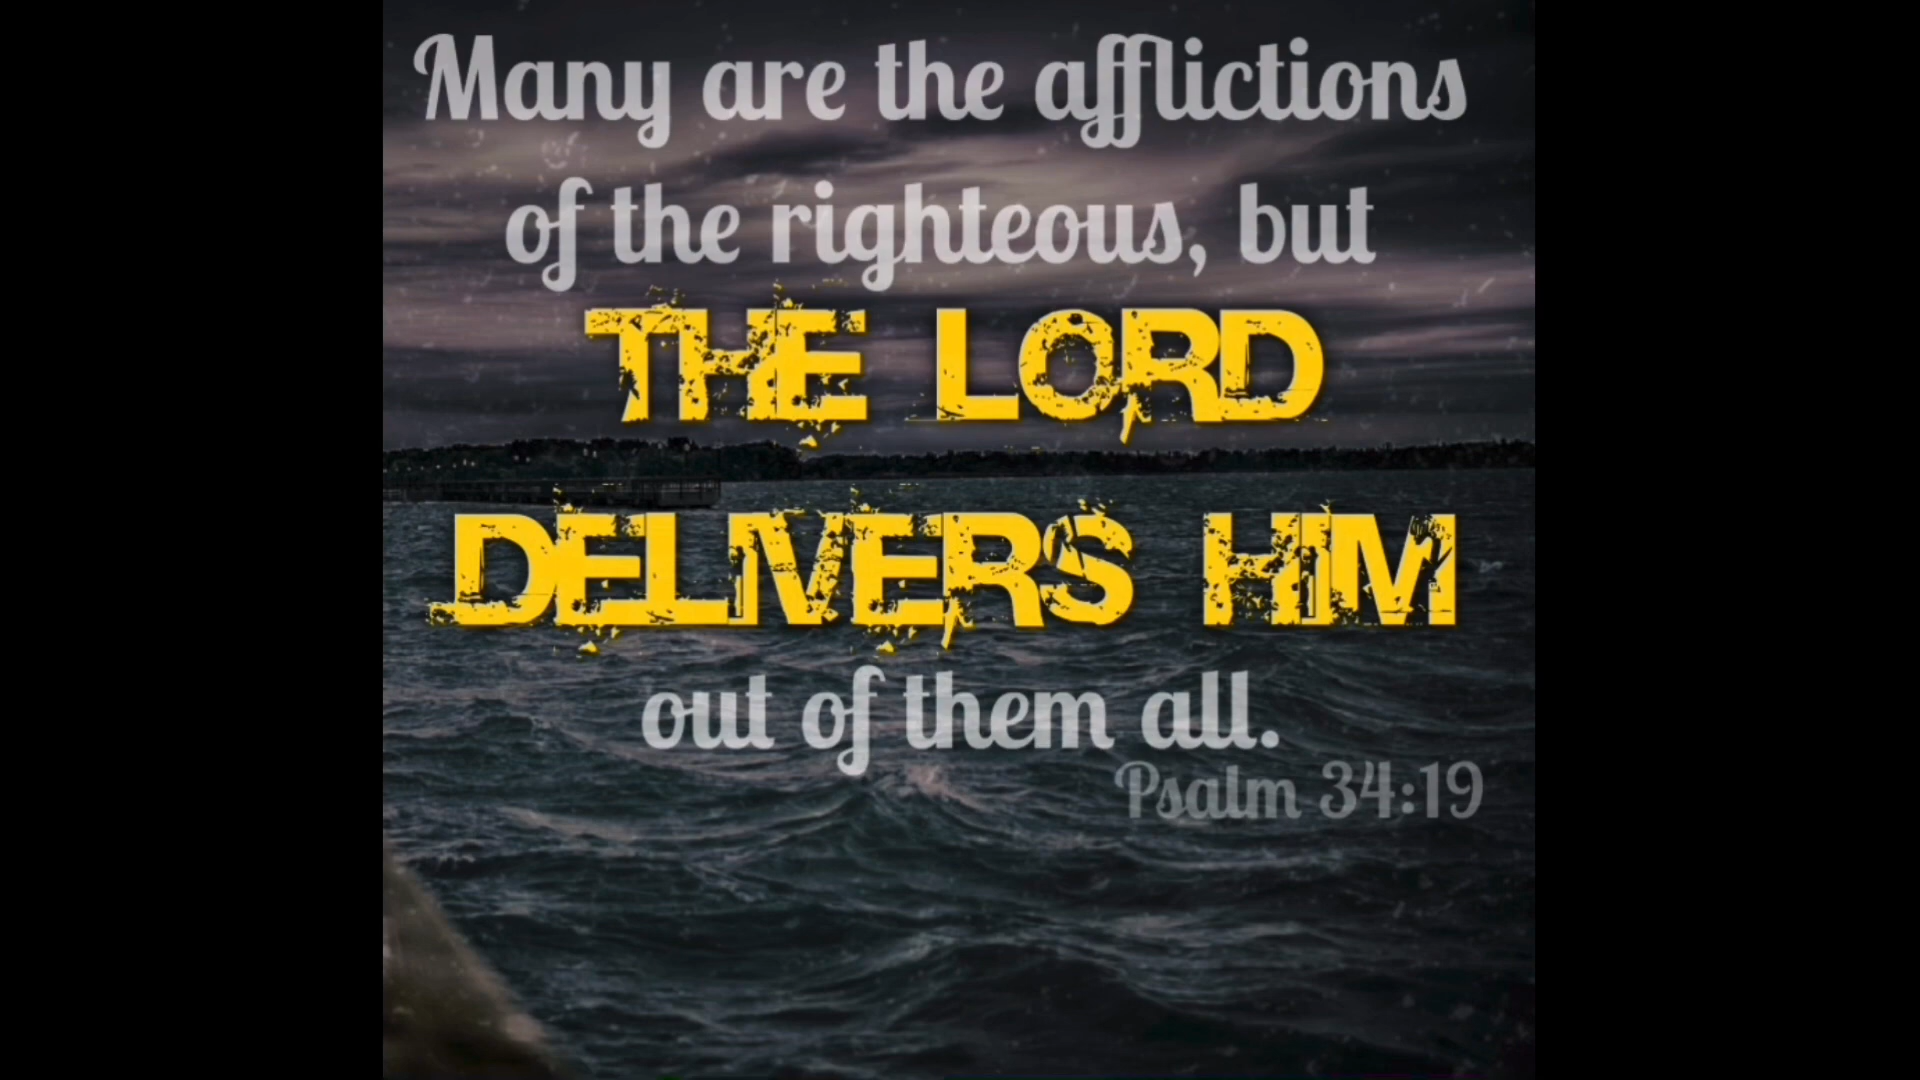 Many are the afflictions
of the righteous, but
THE LORD
DELIVERS HIM
out of them all.
Psalm 34:19